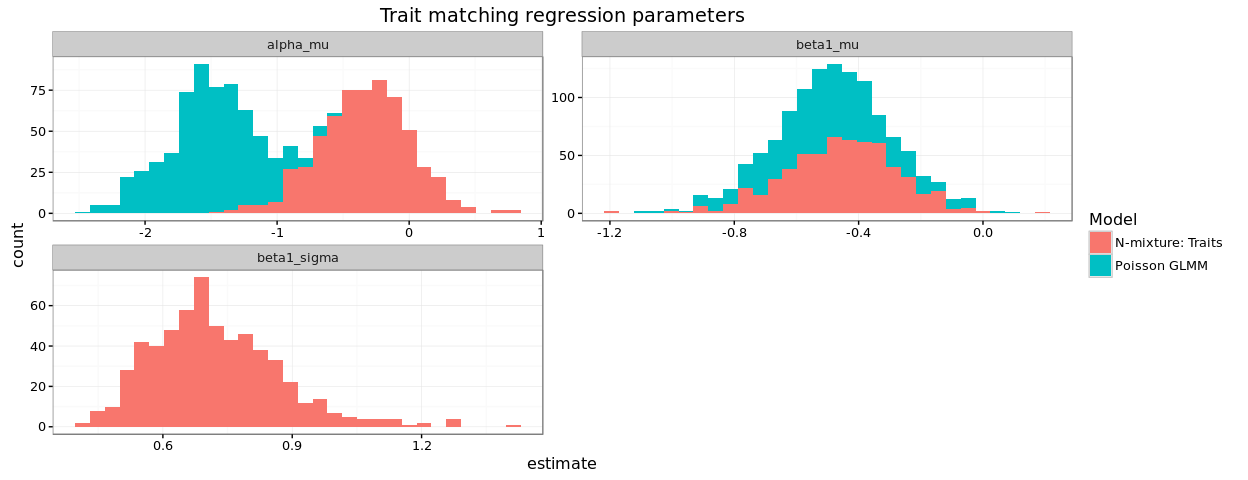 Trait matching regression parameters
alpha_mu
beta1_mu
75
50
25
0
-2
-1
0
1
100
50
0
-1.2
-0.8
-0.4
0.0
beta1_sigma
60
40
20
0
0.6
0.9
1.2
count
estimate
Model
N-mixture: Traits
Poisson GLMM